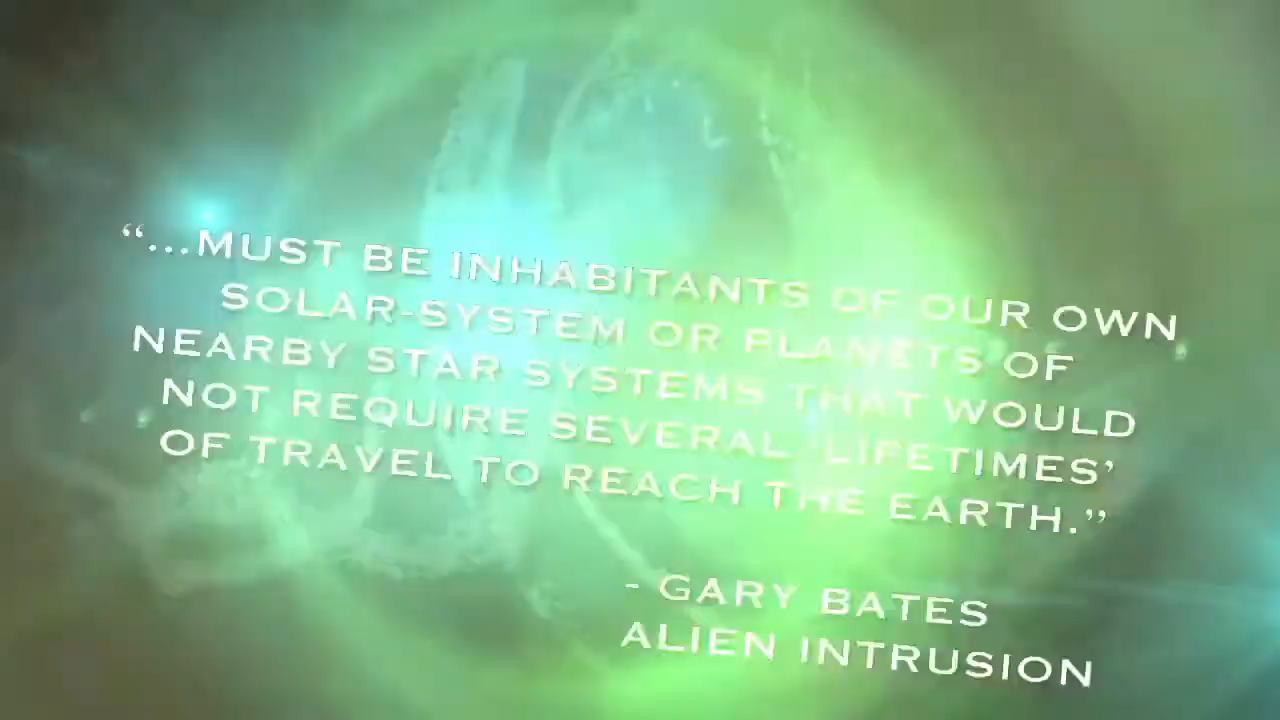 “...MUST BE INHABITANTS OF OUR OWN
SOLAR-SYSTEM OR PLANETS OF
NEARBY STAR SYSTEMS THAT WOULD
NOT REQUIRE SEVERAL ‘LIFETIMES’
OF TRAVEL TO REACH THE EARTH.”
- GARY BATES
ALIEN INTRUSION